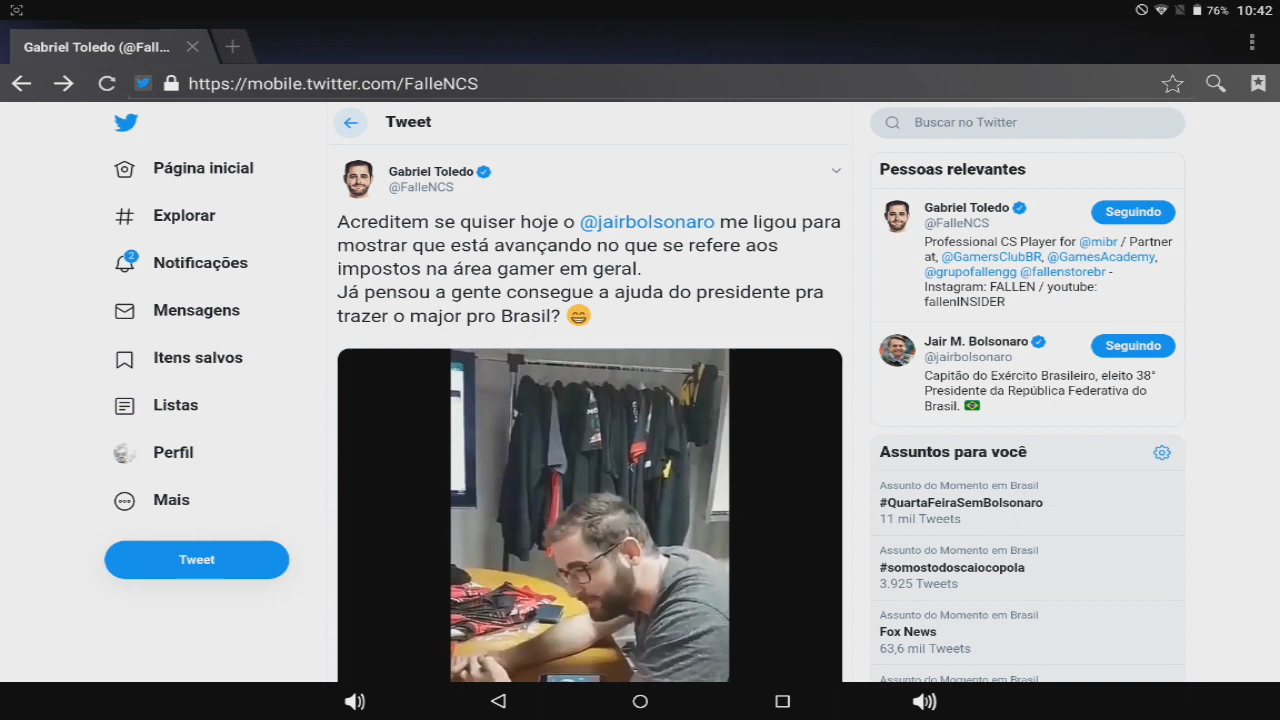 76% 10:42
Gabriel Toledo (@Fall...
https://mobile.twitter.com/FalleNCS
Página inicial
Explorar
2
Notificações
Mensagens
Itens salvos
Listas
Perfil
Mais
Tweet
Tweet
Gabriel Toledo
@FalleNCS
Acreditem se quiser hoje o @jairbolsonaro me ligou para
mostrar que está avançando no que se refere aos
impostos na área gamer em geral.
Já pensou a gente consegue a ajuda do presidente pra
trazer o major pro Brasil? 😄
Buscar no Twitter
Pessoas relevantes
Gabriel Toledo
@FalleNCS
Seguindo
Professional CS Player for @mibr / Partner
at, @GamersClubBR, @GamesAcademy,
@grupofallengg @fallenstorebr -
Instagram: FALLEN / youtube:
fallenINSIDER
Jair M. Bolsonaro
@jairbolsonaro
Seguindo
Capitão do Exército Brasileiro, eleito 38°
Presidente da República Federativa do
Brasil. 🇧🇷
Assuntos para você
Assunto do Momento em Brasil
#QuartaFeiraSemBolsonaro
11 mil Tweets
Assunto do Momento em Brasil
#somostodoscaiocopola
3.925 Tweets
Assunto do Momento em Brasil
Fox News
63,6 mil Tweets
Assunto do Momento em Brasil